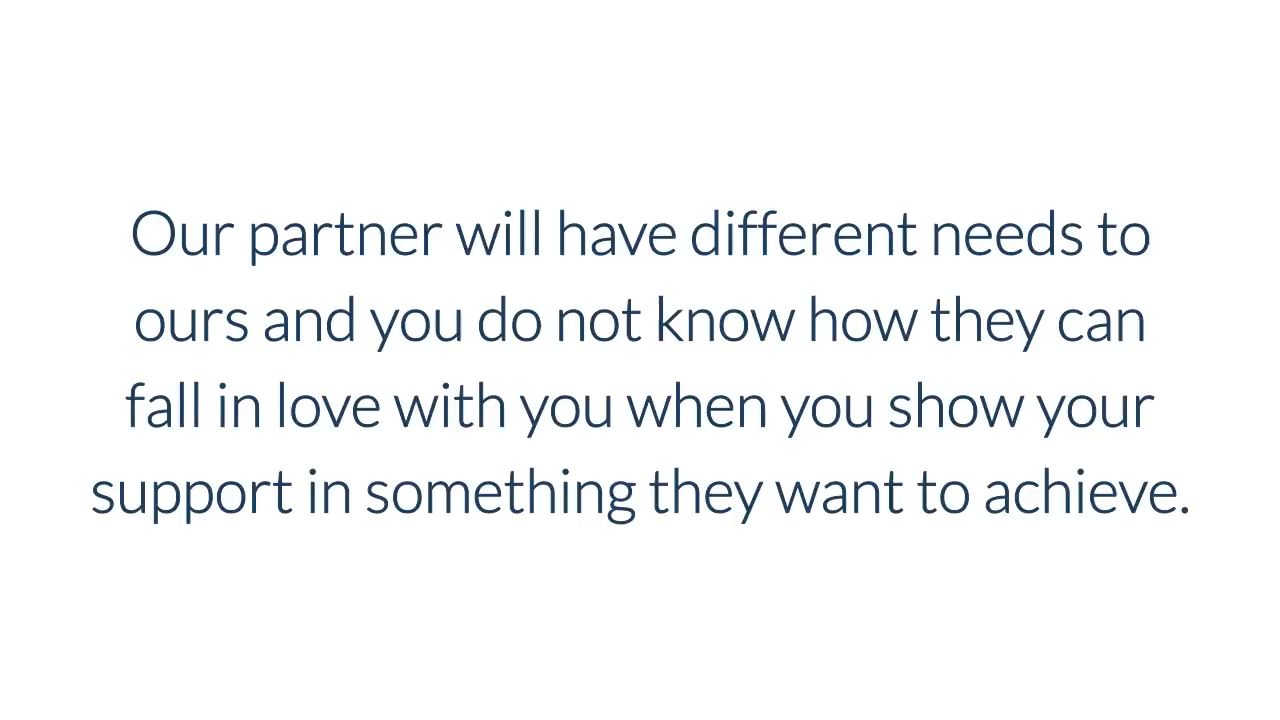 Our partner will have different needs to
ours and you do not know how they can
fall in love with you when you show your
support in something they want to achieve.